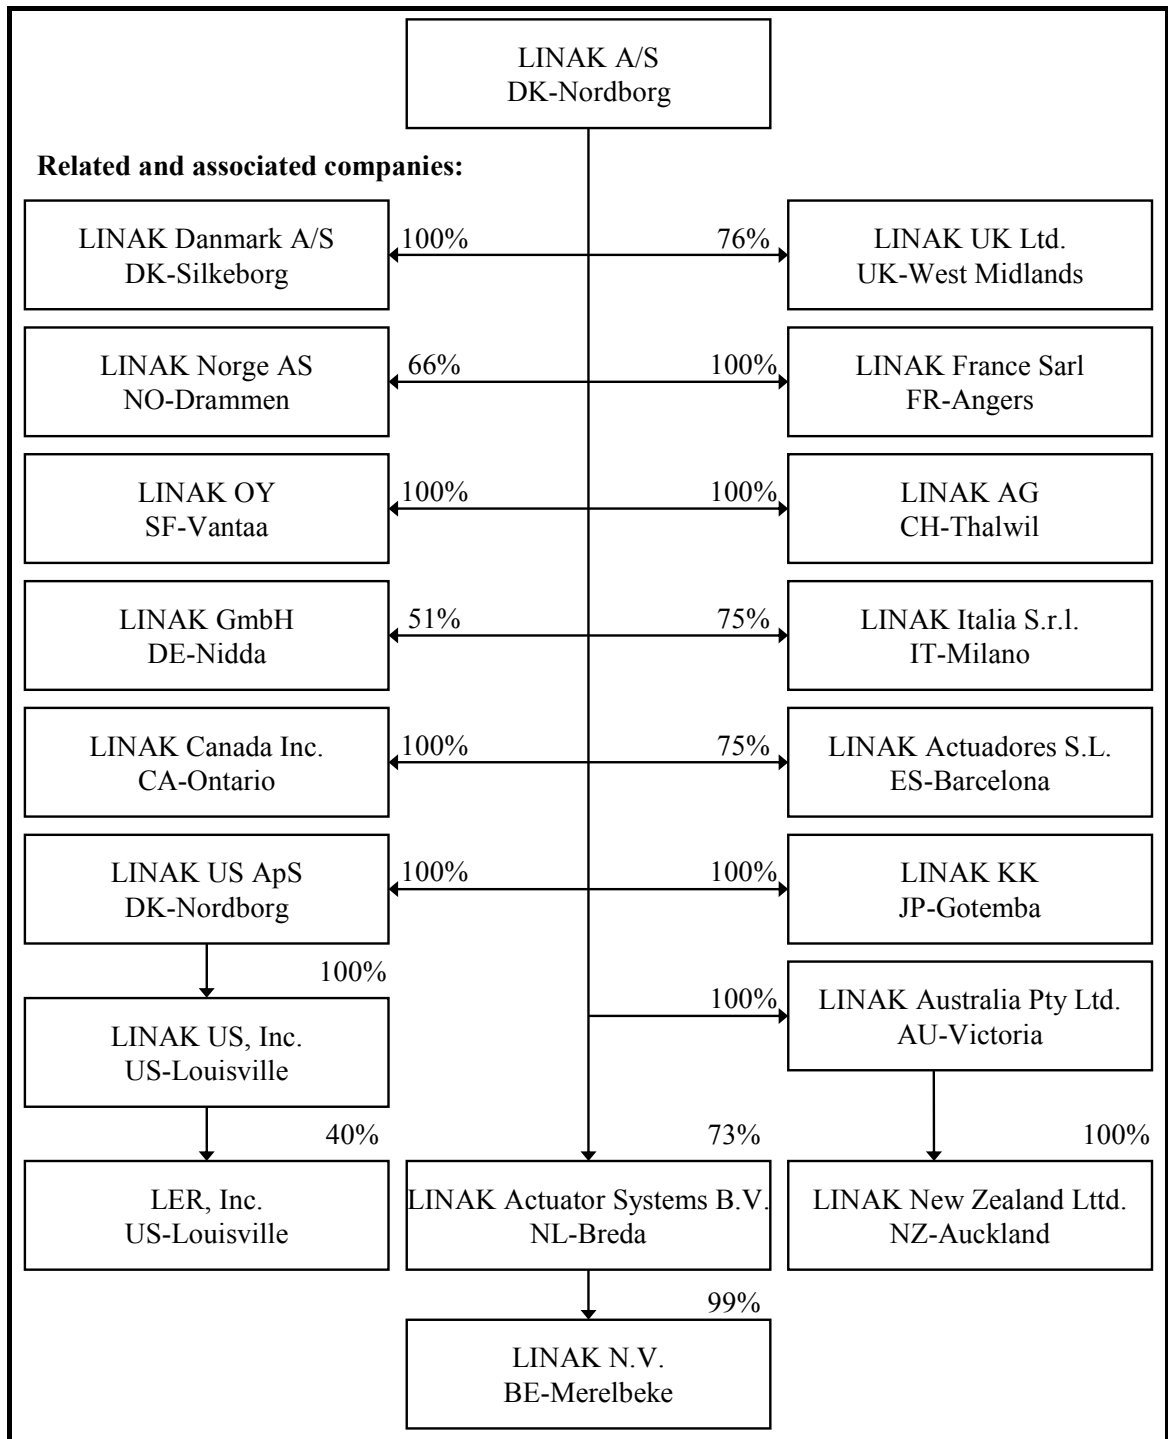 LINAK A/S
DK-Nordborg
Related and associated companies:
LINAK Danmark A/S
DK-Silkeborg
100%
76%
LINAK UK Ltd.
UK-West Midlands
LINAK Norge AS
NO-Drammen
66%
100%
LINAK France Sarl
FR-Angers
LINAK OY
SF-Vantaa
100%
100%
LINAK AG
CH-Thalwil
LINAK GmbH
DE-Nidda
51%
75%
LINAK Italia S.r.l.
IT-Milano
LINAK Canada Inc.
CA-Ontario
100%
75%
LINAK Actuadores S.L.
ES-Barcelona
LINAK US ApS
DK-Nordborg
100%
100%
LINAK KK
JP-Gotemba
100%
LINAK US, Inc.
US-Louisville
100%
LINAK Australia Pty Ltd.
AU-Victoria
40%
LER, Inc.
US-Louisville
73%
LINAK Actuator Systems B.V.
NL-Breda
100%
LINAK New Zealand Lttd.
NZ-Auckland
99%
LINAK N.V.
BE-Merelbeke